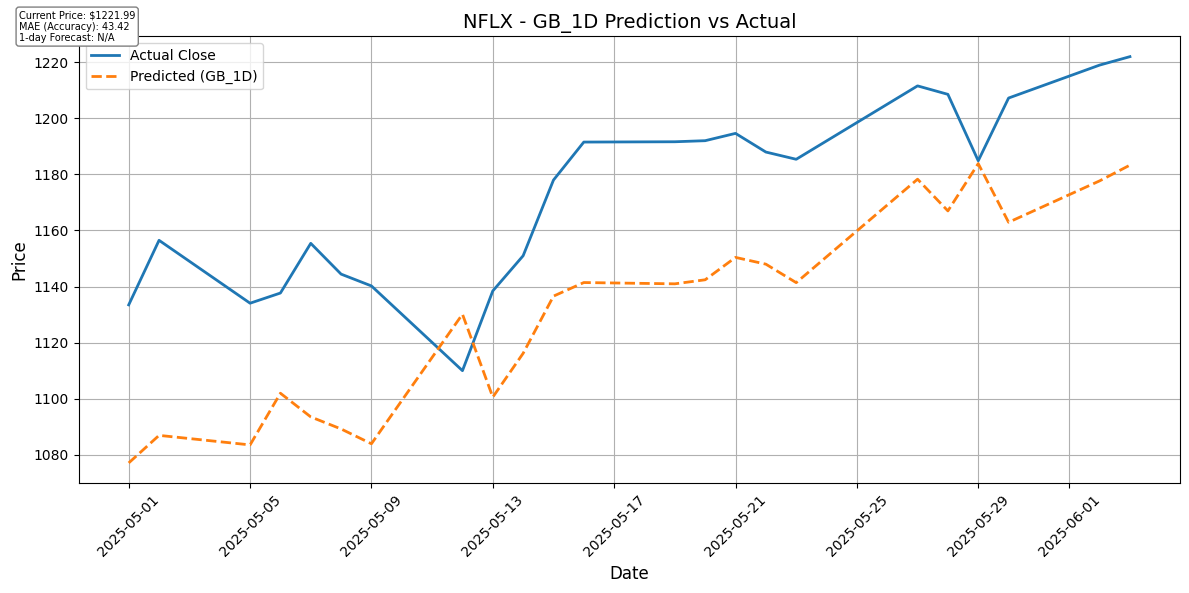 NFLX - GB_1D Prediction vs Actual
Current Price: $1221.99
MAE (Accuracy): 43.42
1-day Forecast: N/A
Actual Close
Predicted (GB_1D)
Price
1220
1200
1180
1160
1140
1120
1100
1080
2025-05-01
2025-05-05
2025-05-09
2025-05-13
2025-05-17
2025-05-21
2025-05-25
2025-05-29
2025-06-01
Date